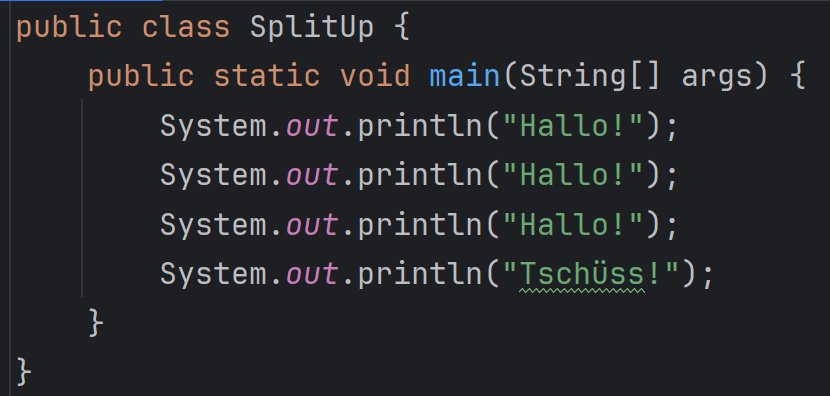 public class SplitUp {
    public static void main(String[] args) {
        System.out.println("Hallo!");
        System.out.println("Hallo!");
        System.out.println("Hallo!");
        System.out.println("Tschüss!");
    }
}